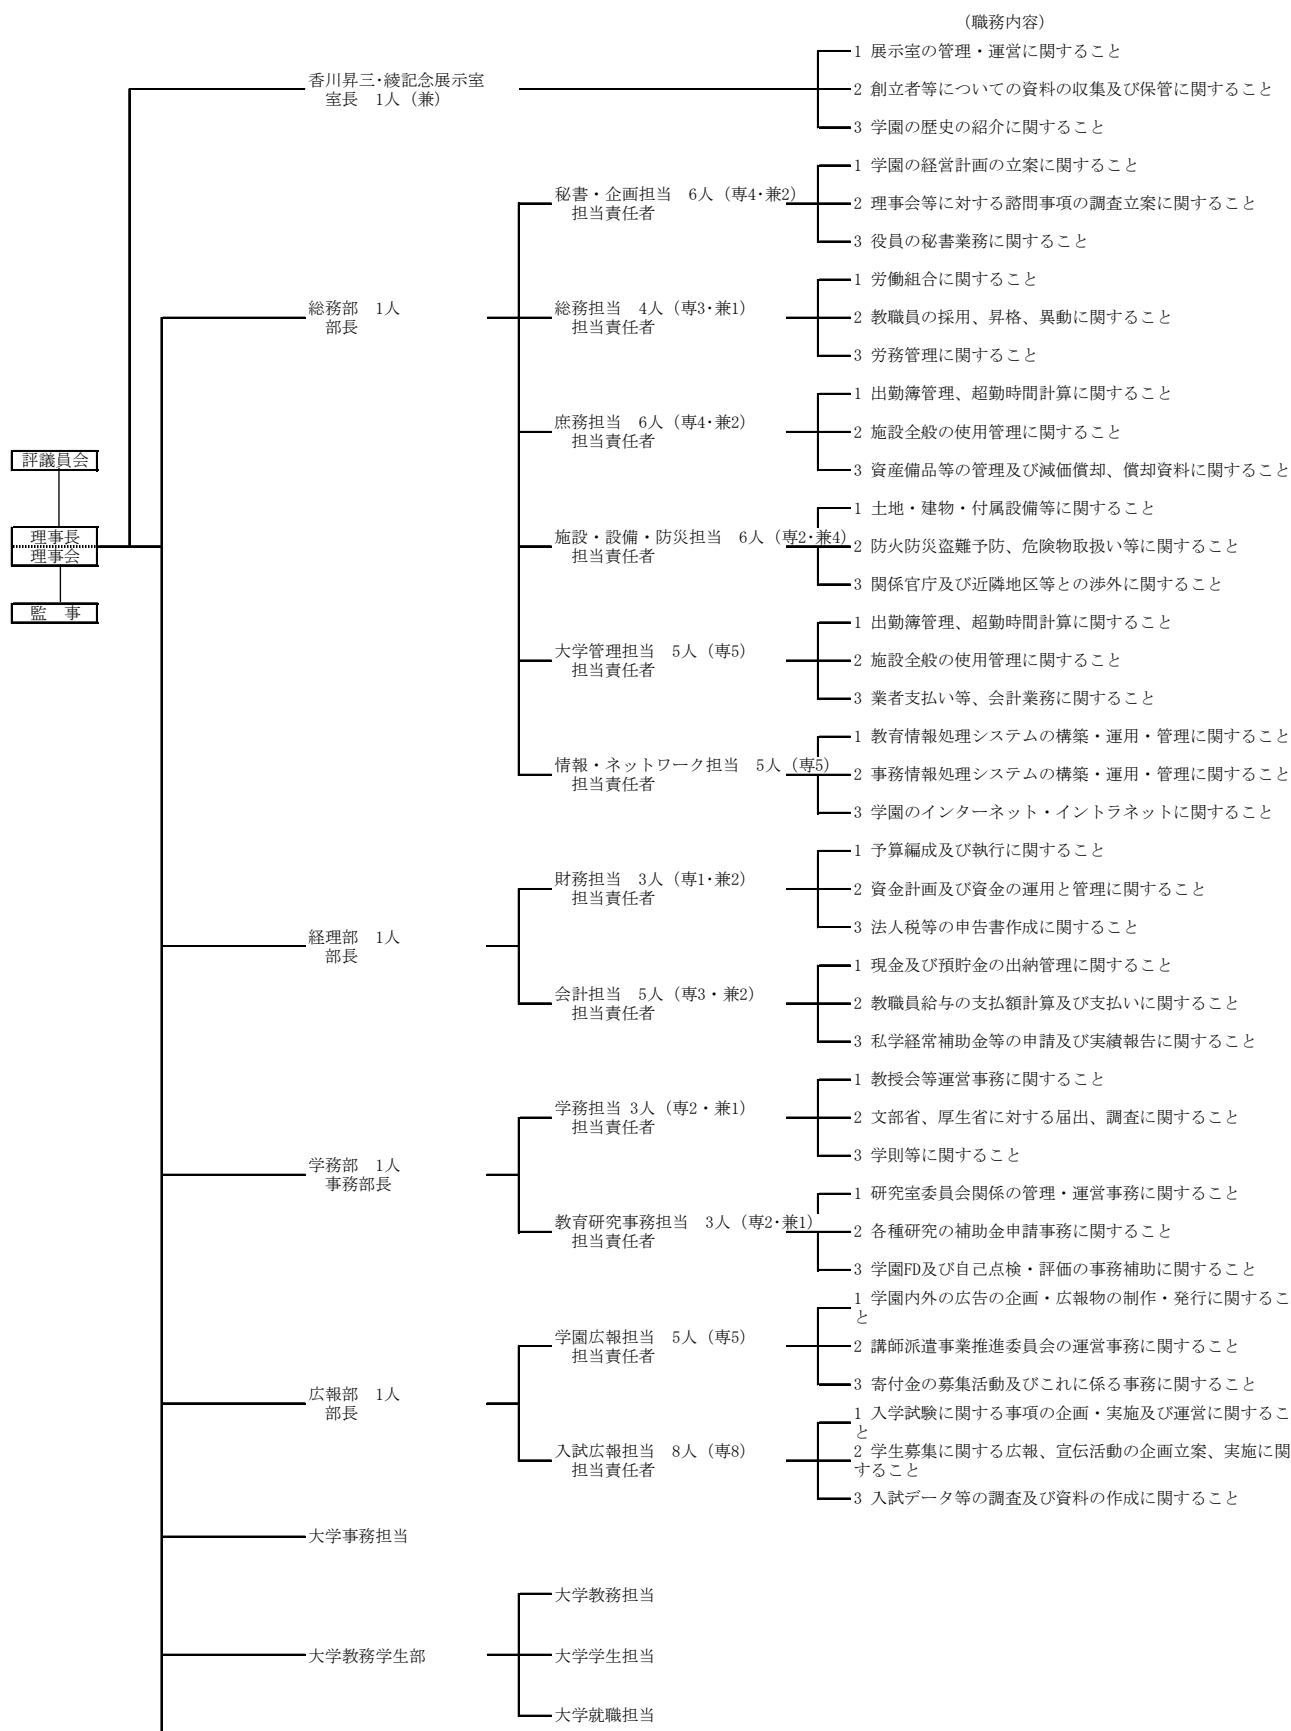 (職務内容)
1 展示室の管理・運営に関すること
香川昇三･綾記念展示室
室長 1人 (兼)
2 創立者等についての資料の収集及び保管に関すること
3 学園の歴史の紹介に関すること
1 学園の経営計画の立案に関すること
秘書・企画担当 6人 (専4･兼2)
担当責任者
2 理事会等に対する諮問事項の調査立案に関すること
3 役員の秘書業務に関すること
1 労働組合に関すること
総務部 1人
部長
総務担当 4人 (専3･兼1)
担当責任者
2 教職員の採用、昇格、異動に関すること
3 労務管理に関すること
1 出勤簿管理、超勤時間計算に関すること
庶務担当 6人 (専4･兼2)
担当責任者
2 施設全般の使用管理に関すること
3 資産備品等の管理及び減価償却、償却資料に関すること
評議員会
理事長
理事会
監 事
1 土地・建物・付属設備等に関すること
施設・設備・防災担当 6人 (専2･兼4)
担当責任者
2 防火防災盗難予防、危険物取扱い等に関すること
3 関係官庁及び近隣地区等との渉外に関すること
1 出勤簿管理、超勤時間計算に関すること
大学管理担当 5人 (専5)
担当責任者
2 施設全般の使用管理に関すること
3 業者支払い等、会計業務に関すること
1 教育情報処理システムの構築・運用・管理に関すること
情報・ネットワーク担当 5人 (専5)
担当責任者
2 事務情報処理システムの構築・運用・管理に関すること
3 学園のインターネット・イントラネットに関すること
1 予算編成及び執行に関すること
財務担当 3人 (専1･兼2)
担当責任者
2 資金計画及び資金の運用と管理に関すること
3 法人税等の申告書作成に関すること
経理部 1人
部長
1 現金及び預貯金の出納管理に関すること
会計担当 5人 (専3・兼2)
担当責任者
2 教職員給与の支払額計算及び支払いに関すること
3 私学経常補助金等の申請及び実績報告に関すること
1 教授会等運営事務に関すること
学務担当 3人 (専2・兼1)
担当責任者
2 文部省、厚生省に対する届出、調査に関すること
3 学則等に関すること
学務部 1人
事務部長
1 研究室委員会関係の管理・運営事務に関すること
教育研究事務担当 3人 (専2･兼1)
担当責任者
2 各種研究の補助金申請事務に関すること
3 学園FD及び自己点検・評価の事務補助に関すること
1 学園内外の広告の企画・広報物の制作・発行に関するこ
と
学園広報担当 5人 (専5)
担当責任者
2 講師派遣事業推進委員会の運営事務に関すること
3 寄付金の募集活動及びこれに係る事務に関すること
広報部 1人
部長
1 入学試験に関する事項の企画・実施及び運営に関するこ
と
入試広報担当 8人 (専8)
担当責任者
2 学生募集に関する広報、宣伝活動の企画立案、実施に関
すること
3 入試データ等の調査及び資料の作成に関すること
大学事務担当
大学教務担当
大学教務学生部
大学学生担当
大学就職担当